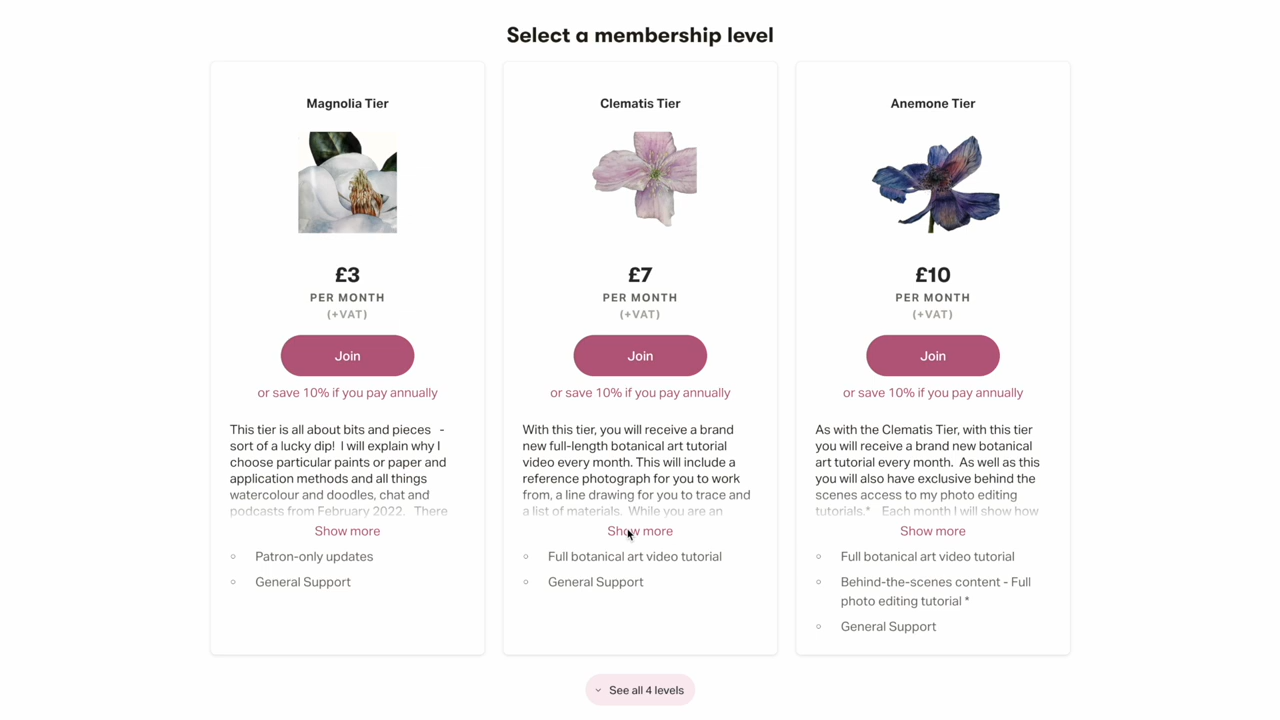 Select a membership level
Magnolia Tier
£3
PER MONTH
(+VAT)
Join
or save 10% if you pay annually
This tier is all about bits and pieces -
sort of a lucky dip! I will explain why I
choose particular paints or paper and
application methods and all things
watercolour and doodles, chat and
podcasts from February 2022. There
Show more
Patron-only updates
General Support
Clematis Tier
£7
PER MONTH
(+VAT)
Join
or save 10% if you pay annually
With this tier, you will receive a brand
new full-length botanical art tutorial
video every month. This will include a
reference photograph for you to work
from, a line drawing for you to trace and
a list of materials. While you are an
Show more
Full botanical art video tutorial
General Support
Anemone Tier
£10
PER MONTH
(+VAT)
Join
or save 10% if you pay annually
As with the Clematis Tier, with this tier
you will receive a brand new botanical
art tutorial every month. As well as this
you will also have exclusive behind the
scenes access to my photo editing
tutorials.* Each month I will show how
Show more
Full botanical art video tutorial
Behind-the-scenes content - Full
photo editing tutorial *
General Support
See all 4 levels